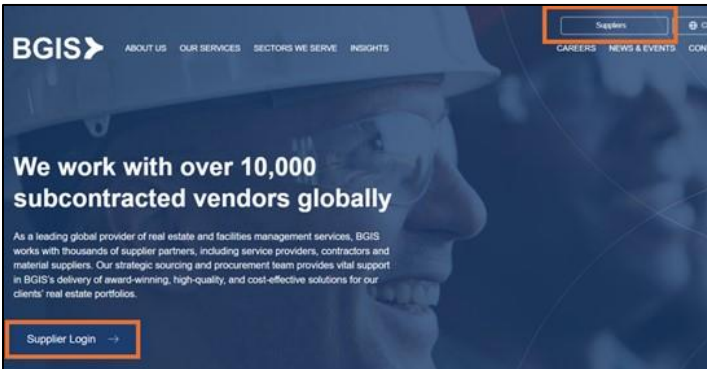 Suppliers
BGIS
ABOUT US OUR SERVICES SECTORS WE SERVE INSIGHTS
CAREERS NEWS & EVENTS
We work with over 10,000
subcontracted vendors globally
As a leading global provider of real estate and facilities management services, BGIS
works with thousands of supplier partners, including service providers, contractors and
material suppliers. Our strategic sourcing and procurement team provides vital support
in BGIS's delivery of award-winning, high-quality, and cost-effective solutions for our
clients' real estate portfolios.
Supplier Login →